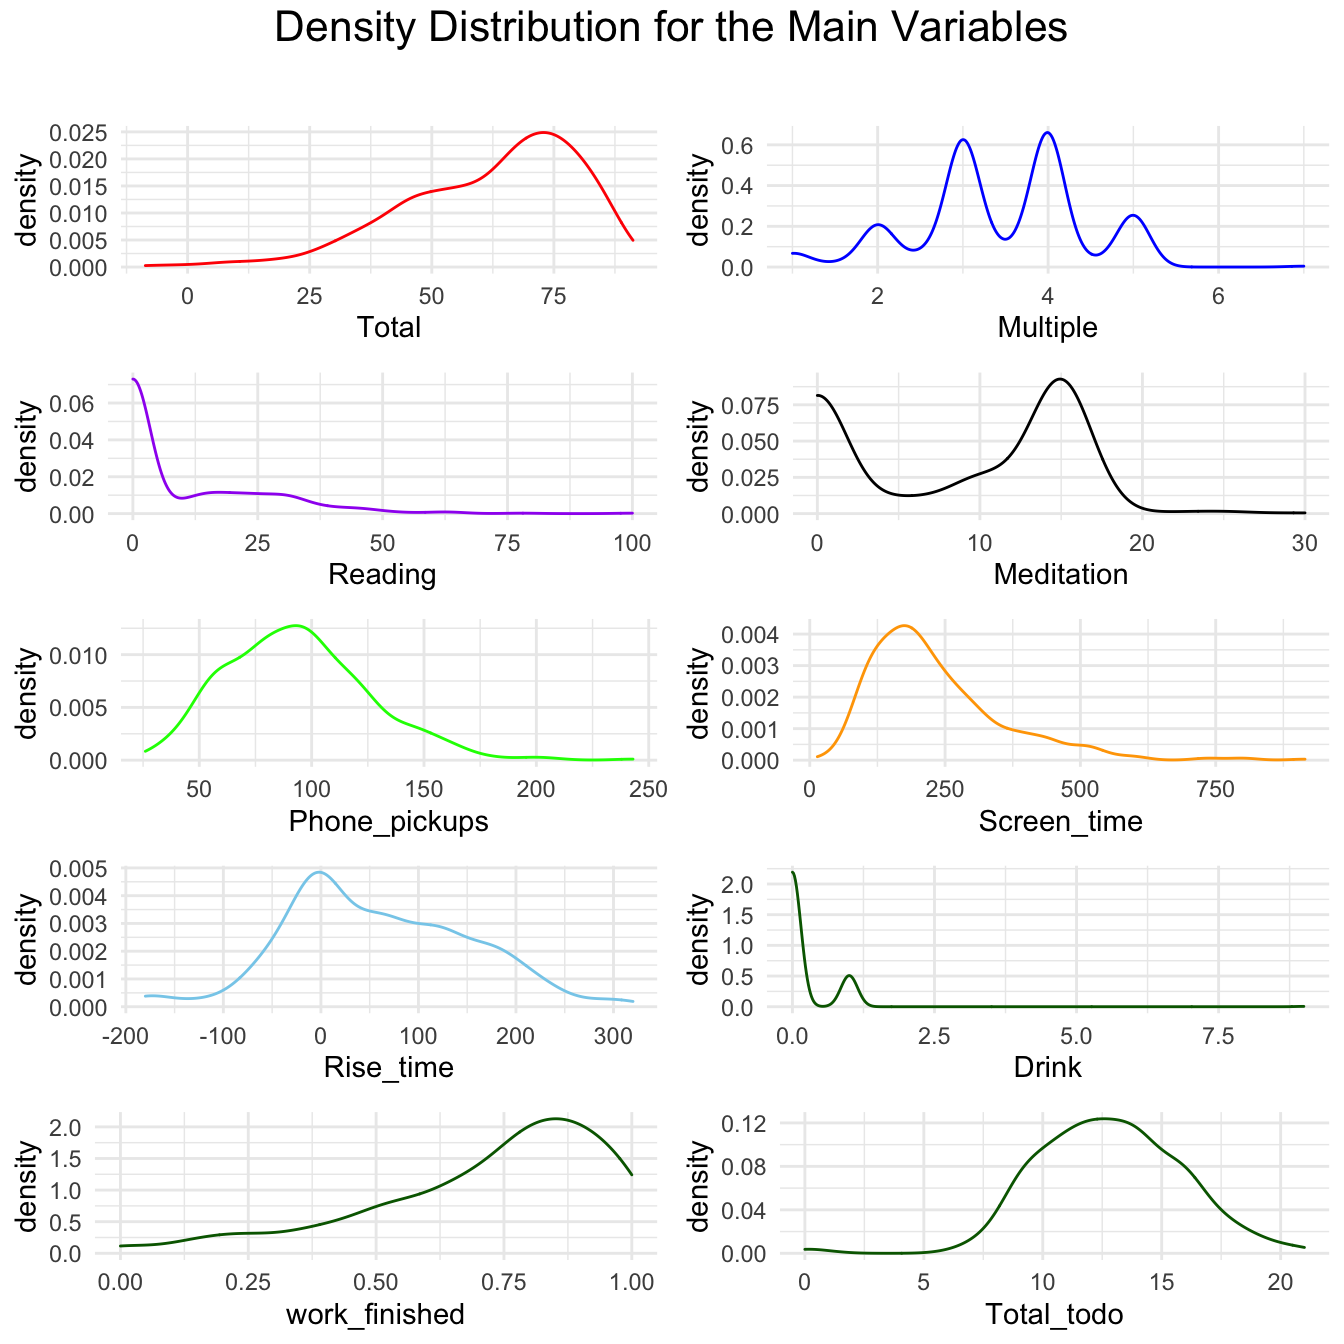 Density Distribution for the Main Variables
density
0.025
0.020
0.015
0.010
0.005
0.000
0 25 50 75
Total
density
0.6
0.4
0.2
0.0
2 4 6
Multiple
density
0.06
0.04
0.02
0.00
0 25 50 75 100
Reading
density
0.075
0.050
0.025
0.000
0 10 20 30
Meditation
density
0.010
0.005
0.000
50 100 150 200 250
Phone_pickups
density
0.004
0.003
0.002
0.001
0.000
0 250 500 750
Screen_time
density
0.005
0.004
0.003
0.002
0.001
0.000
-200 -100 0 100 200 300
Rise_time
density
2.0
1.5
1.0
0.5
0.0
0.0 2.5 5.0 7.5
Drink
density
2.0
1.5
1.0
0.5
0.0
0.00 0.25 0.50 0.75 1.00
work_finished
density
0.12
0.08
0.04
0.00
0 5 10 15 20
Total_todo